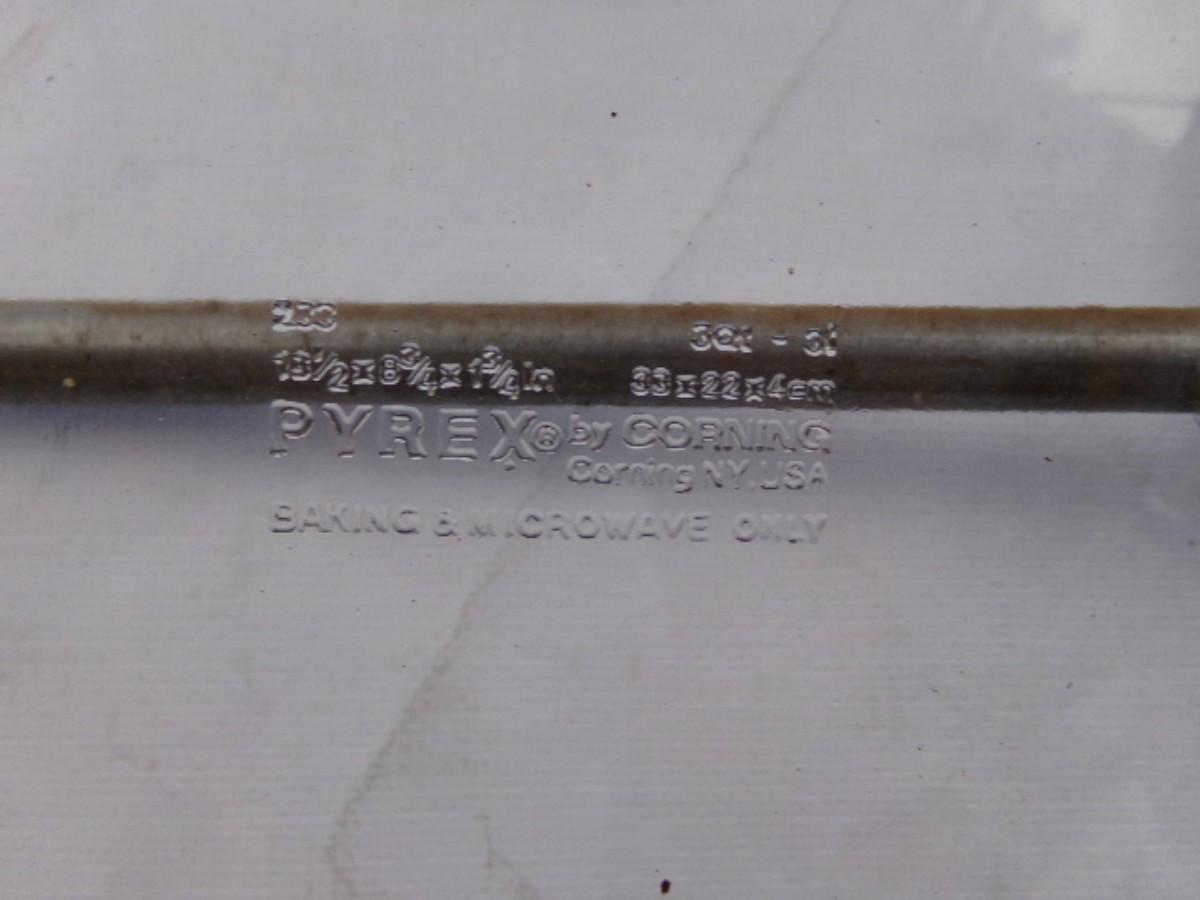 233 3Qt - 3l
13½x8¾x1¾in 33x22x4cm
PYREX® by CORNING
Corning NY, USA
BAKING & MICROWAVE ONLY